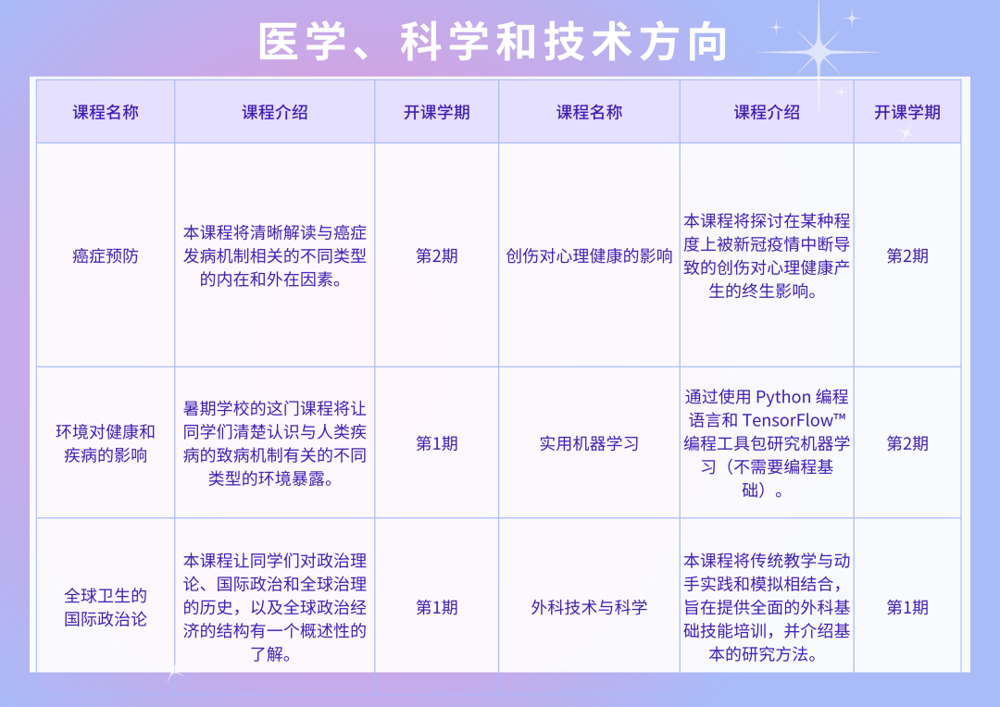 医学、科学和技术方向
课程名称
课程介绍
开课学期
课程名称
课程介绍
开课学期
癌症预防
本课程将清晰解读与癌症
发病机制相关的不同类型
的内在和外在因素。
第2期
创伤对心理健康的影响
本课程将探讨在某种程
度上被新冠疫情中断导
致的创伤对心理健康产
生的终生影响。
第2期
环境对健康和
疾病的影响
暑期学校的这门课程将让
同学们清楚认识与人类疾
病的致病机制有关的不同
类型的环境暴露。
第1期
实用机器学习
通过使用 Python 编程
语言和 TensorFlow™
编程工具包研究机器学
习（不需要编程基
础）。
第2期
全球卫生的
国际政治论
本课程让同学们对政治理
论、国际政治和全球治理
的历史，以及全球政治经
济的结构有一个概述性的
了解。
第1期
外科技术与科学
本课程将传统教学与动
手实践和模拟相结合，
旨在提供全面的外科基
础技能培训，并介绍基
本的研究方法。
第1期